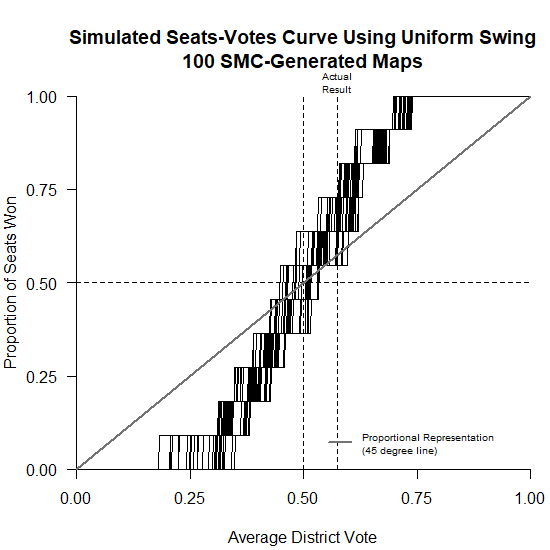 Simulated Seats-Votes Curve Using Uniform Swing
100 SMC-Generated Maps
Actual
Result
1.00
0.75
0.50
0.25
0.00
Proportion of Seats Won
Proportional Representation
(45 degree line)
0.00 0.25 0.50 0.75 1.00
Average District Vote